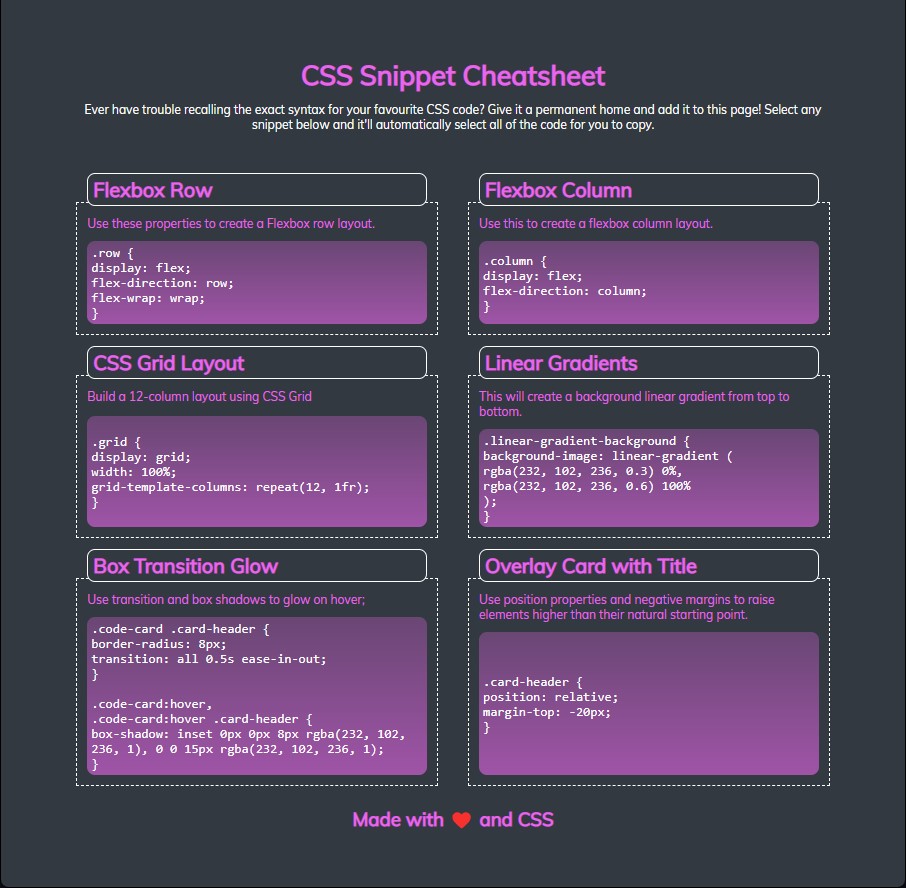 CSS Snippet Cheatsheet
Ever have trouble recalling the exact syntax for your favourite CSS code? Give it a permanent home and add it to this page! Select any
snippet below and it'll automatically select all of the code for you to copy.
Flexbox Row
Use these properties to create a Flexbox row layout.
.row {
display: flex;
flex-direction: row;
flex-wrap: wrap;
}
Flexbox Column
Use this to create a flexbox column layout.
.column {
display: flex;
flex-direction: column;
}
CSS Grid Layout
Build a 12-column layout using CSS Grid
.grid {
display: grid;
width: 100%;
grid-template-columns: repeat(12, 1fr);
}
Linear Gradients
This will create a background linear gradient from top to
bottom.
.linear-gradient-background {
background-image: linear-gradient (
rgba(232, 102, 236, 0.3) 0%,
rgba(232, 102, 236, 0.6) 100%
);
}
Box Transition Glow
Use transition and box shadows to glow on hover;
.code-card .card-header {
border-radius: 8px;
transition: all 0.5s ease-in-out;
}
.code-card:hover,
.code-card:hover .card-header {
box-shadow: inset 0px 0px 8px rgba(232, 102,
236, 1), 0 0 15px rgba(232, 102, 236, 1);
}
Overlay Card with Title
Use position properties and negative margins to raise
elements higher than their natural starting point.
.card-header {
position: relative;
margin-top: -20px;
}
Made with ❤️ and CSS